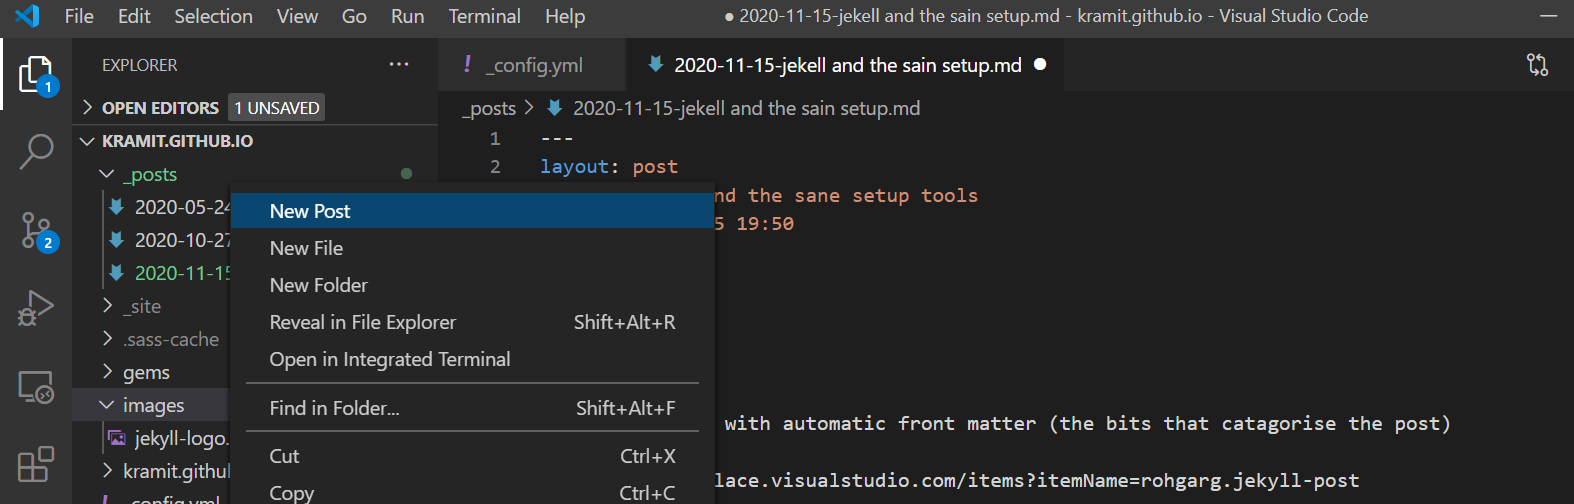 File Edit Selection View Go Run Terminal Help ● 2020-11-15-jekell and the sain setup.md - kramit.github.io - Visual Studio Code
EXPLORER ···
! _config.yml 2020-11-15-jekell and the sain setup.md ●
1
OPEN EDITORS 1 UNSAVED
_posts > 2020-11-15-jekell and the sain setup.md
KRAMIT.GITHUB.IO
1 ---
_posts
2 layout: post
2020-05-24
nd the sane setup tools
New Post
2020-10-27
5 19:50
2
New File
2020-11-15
New Folder
_site
Reveal in File Explorer Shift+Alt+R
.sass-cache
Open in Integrated Terminal
gems
images
Find in Folder... Shift+Alt+F
with automatic front matter (the bits that catagorise the post)
jekyll-logo.
Cut Ctrl+X
kramit.githu
lace.visualstudio.com/items?itemName=rohgarg.jekyll-post
Copy Ctrl+C
! _config.yml